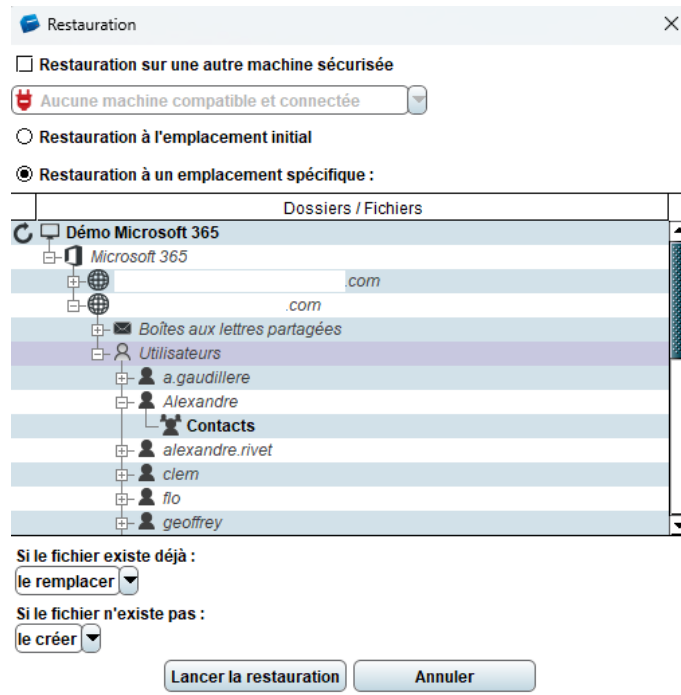 Restauration
Restauration sur une autre machine sécurisée
Aucune machine compatible et connectée
Restauration à l'emplacement initial
Restauration à un emplacement spécifique :
Dossiers / Fichiers
Démo Microsoft 365
Microsoft 365
.com
.com
Boîtes aux lettres partagées
Utilisateurs
a.gaudillere
Alexandre
Contacts
alexandre.rivet
clem
flo
geoffrey
Si le fichier existe déjà :
le remplacer
Si le fichier n'existe pas :
le créer
Lancer la restauration Annuler